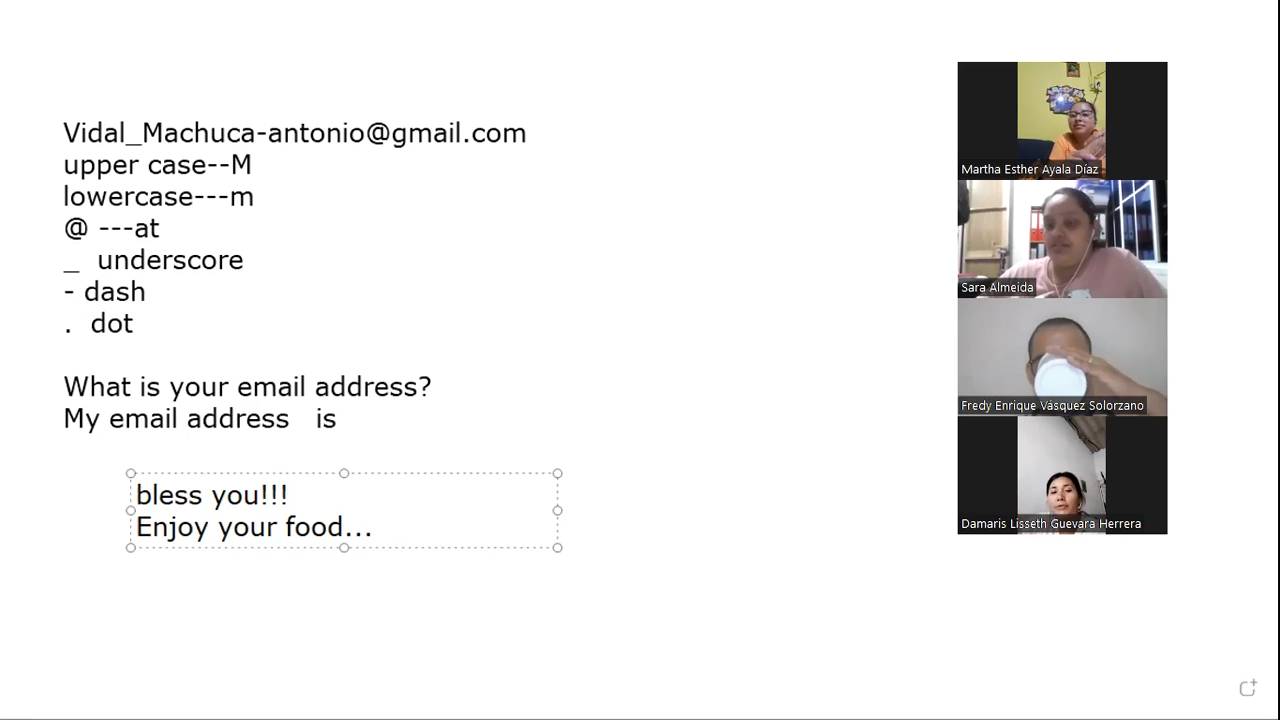 Vidal_Machuca-antonio@gmail.com
upper case--M
lowercase---m
@ ---at
_  underscore
- dash
.  dot
What is your email address?
My email address   is
bless you!!!
Enjoy your food...
Martha Esther Ayala Díaz
Sara Almeida
Fredy Enrique Vásquez Solorzano
Damaris Lisseth Guevara Herrera